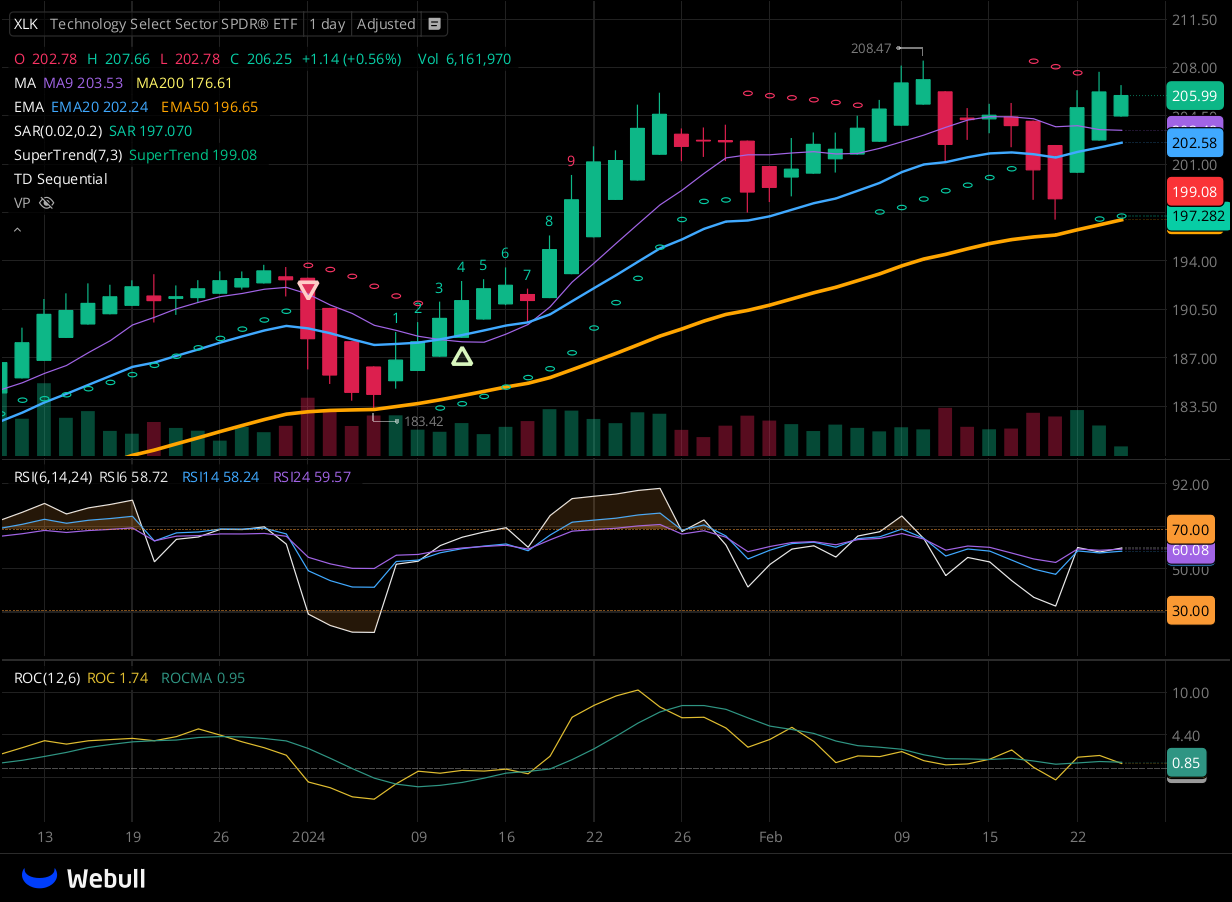 XLK Technology Select Sector SPDR® ETF 1 day Adjusted
O 202.78 H 207.66 L 202.78 C 206.25 +1.14 (+0.56%) Vol 6,161,970
MA MA9 203.53 MA200 176.61
EMA EMA20 202.24 EMA50 196.65
SAR(0.02,0.2) SAR 197.070
SuperTrend(7,3) SuperTrend 199.08
TD Sequential
VP
208.47
9
8
6
5
4
7
3
2
1
183.42
211.50
208.00
205.99
202.58
201.00
199.08
197.282
194.00
190.50
187.00
183.50
RSI(6,14,24) RSI6 58.72 RSI14 58.24 RSI24 59.57
92.00
70.00
60.08
50.00
30.00
ROC(12,6) ROC 1.74 ROCMA 0.95
10.00
4.40
0.85
13 19 26 2024 09 16 22 26 Feb 09 15 22
Webull